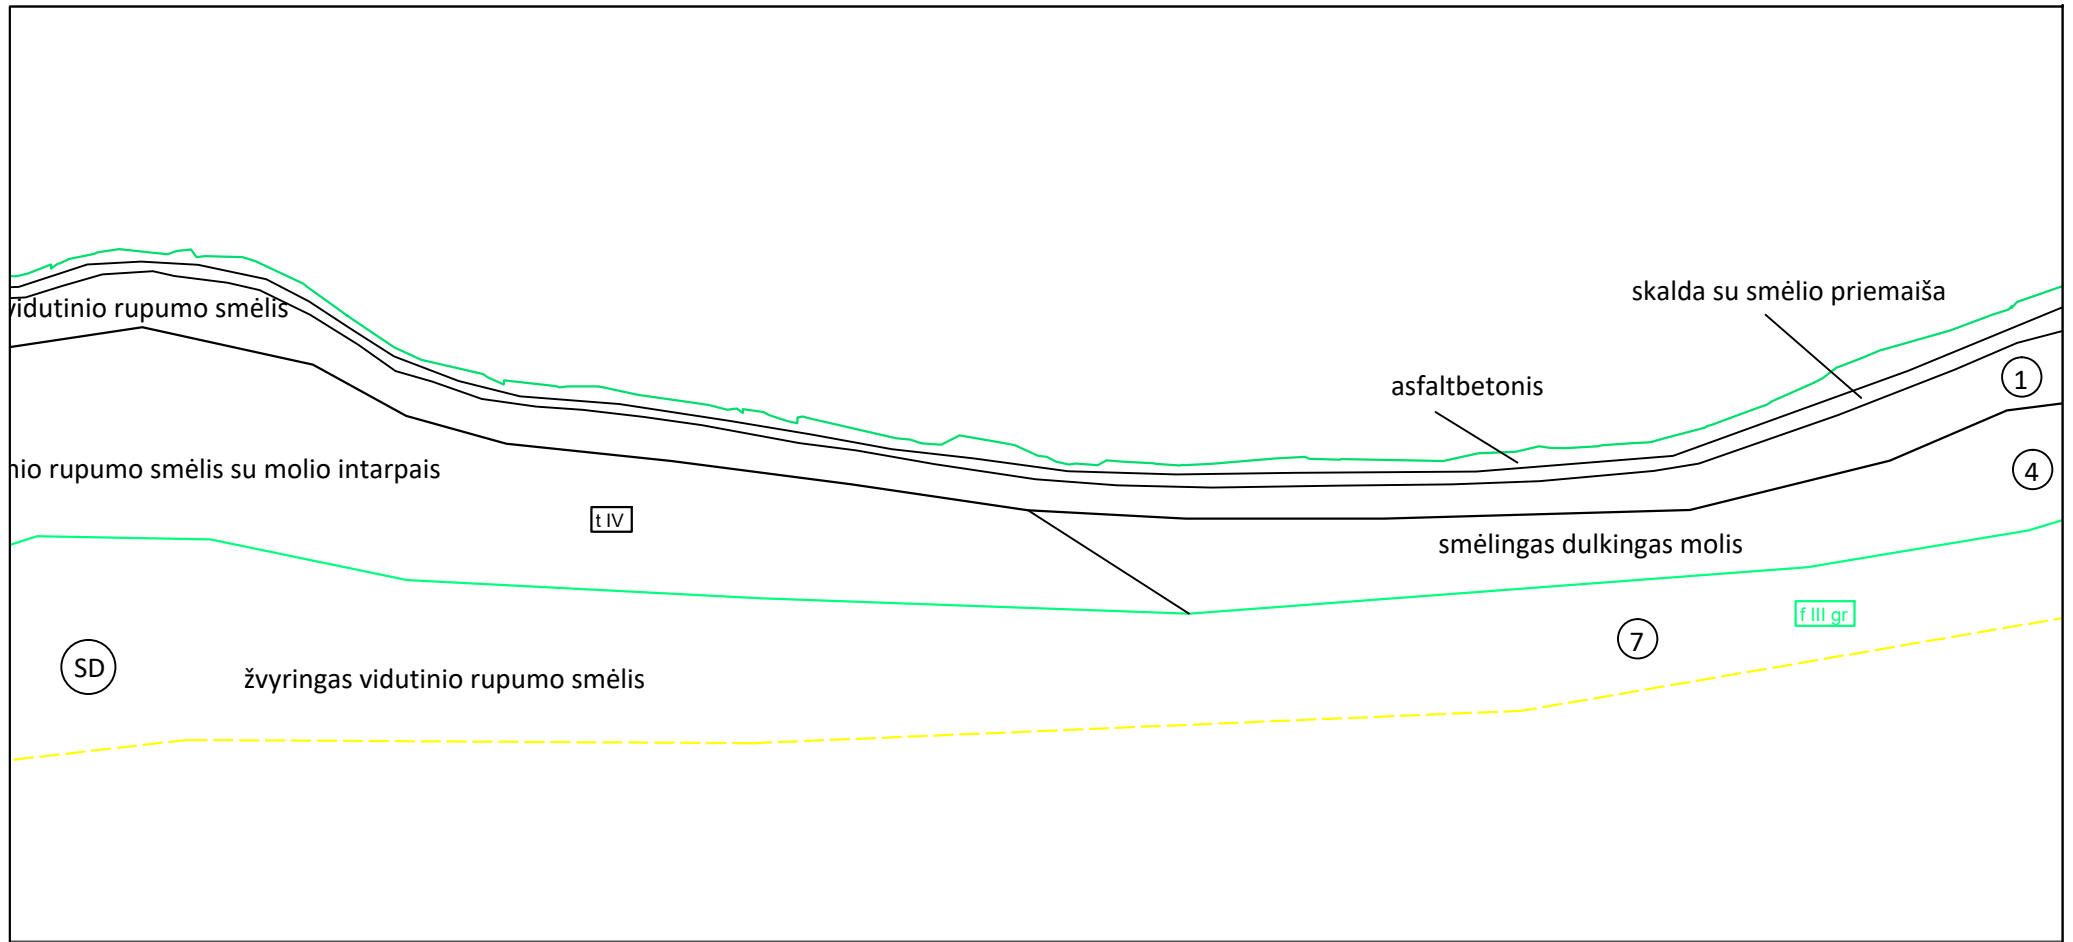 skalda su smėlio priemaiša
vidutinio rupumo smėlis
1
asfaltbetonis
nio rupumo smėlis su molio intarpais
4
t IV
smėlingas dulkingas molis
f III gr
7
SD
žvyringas vidutinio rupumo smėlis